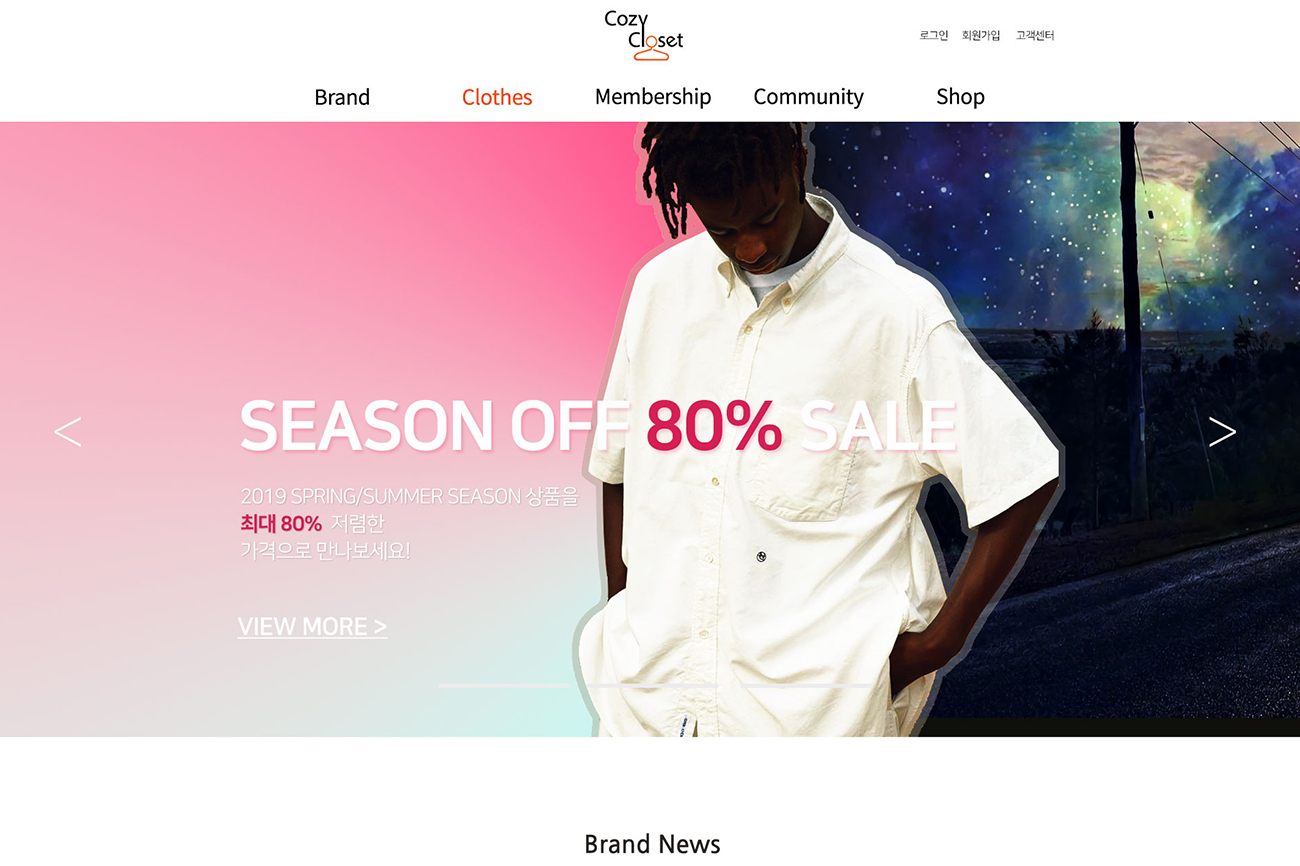 Cozy
Closet
로그인 회원가입 고객센터
Brand Clothes Membership Community Shop
SEASON OFF 80% SALE
2019 SPRING/SUMMER SEASON 상품을
최대 80% 저렴한
가격으로 만나보세요!
VIEW MORE >
Brand News